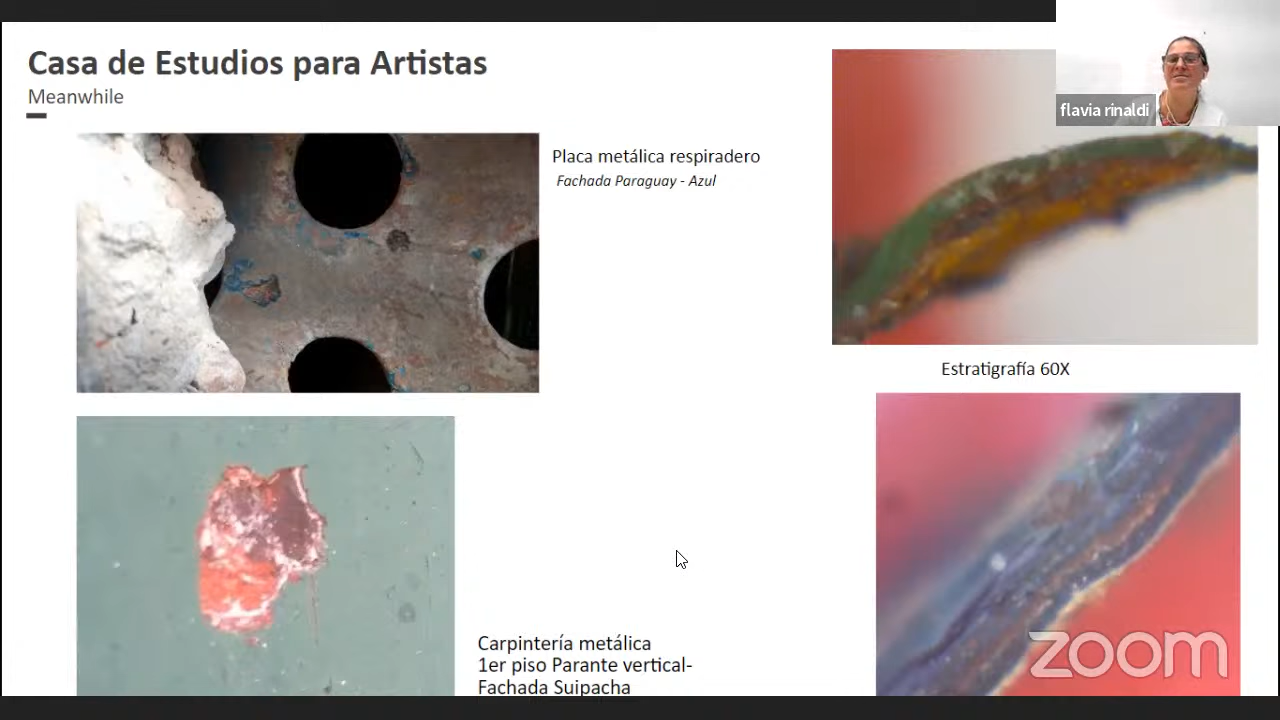 Casa de Estudios para Artistas
Meanwhile
flavia rinaldi
Placa metálica respiradero
Fachada Paraguay - Azul
Estratigrafía 60X
Carpintería metálica
1er piso Parante vertical-
Fachada Suipacha
zoom